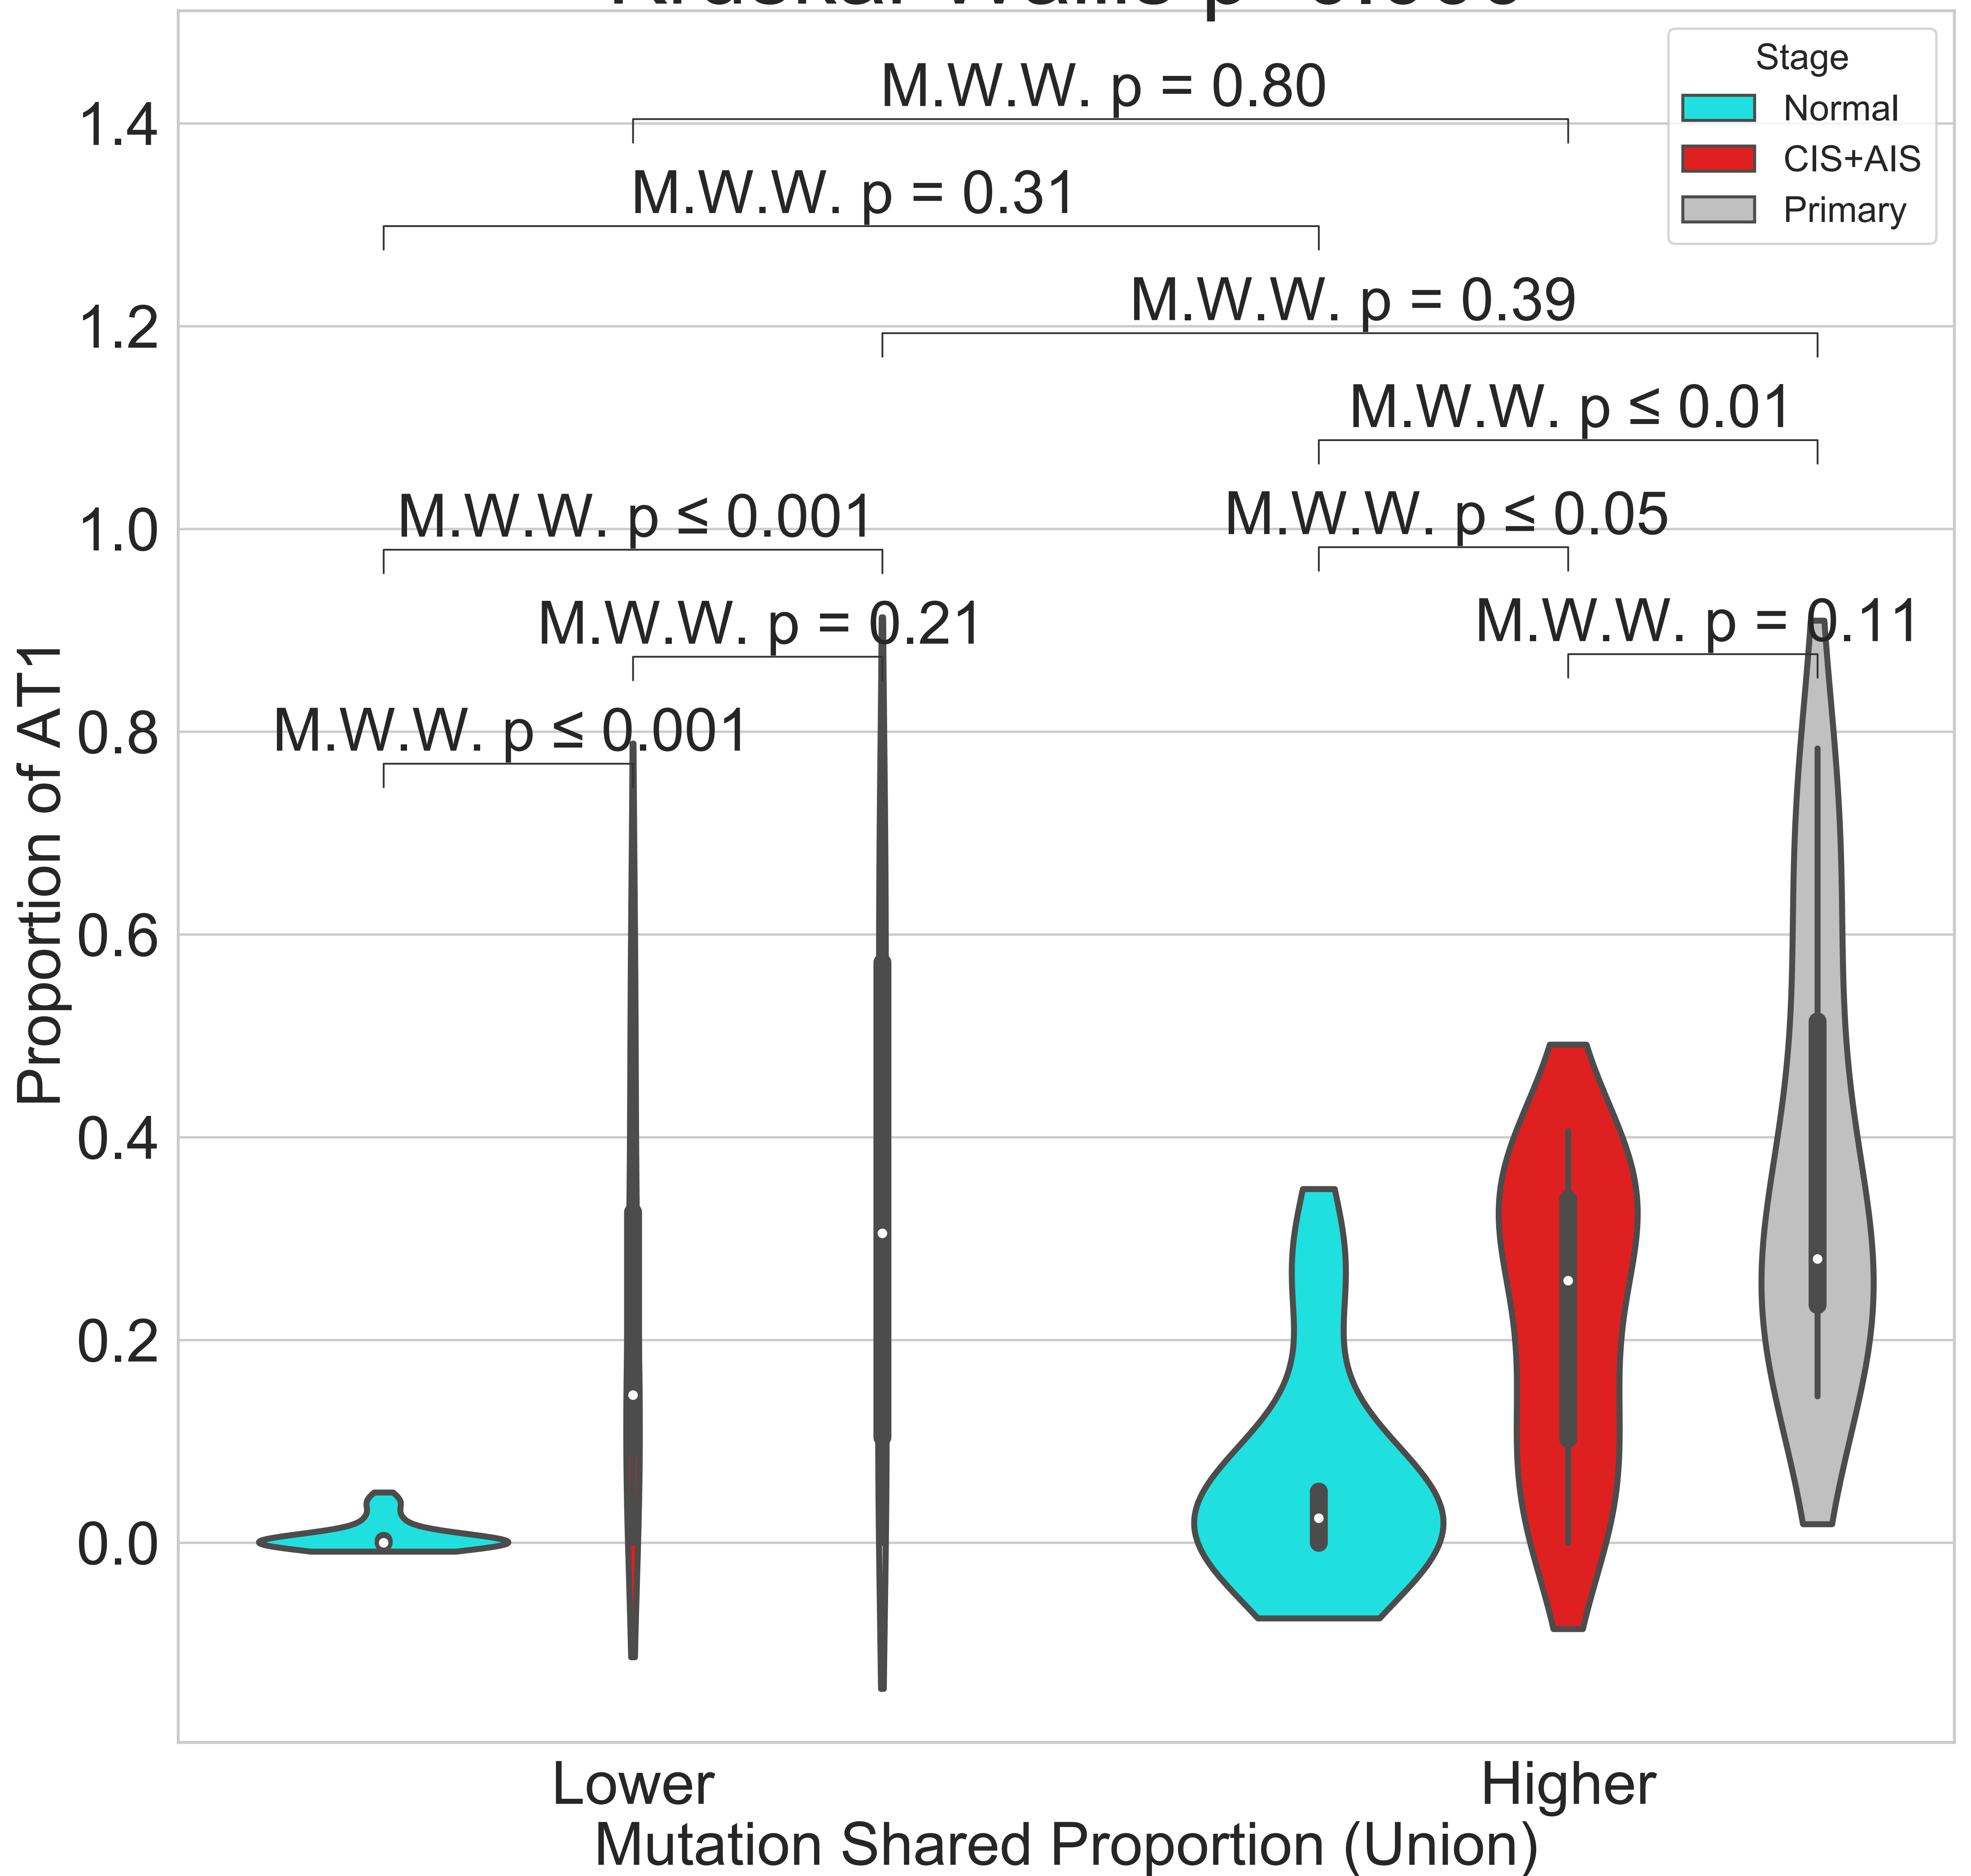 Stage
Normal
CIS+AIS
Primary
M.W.W. p = 0.80
M.W.W. p = 0.31
M.W.W. p = 0.39
M.W.W. p ≤ 0.01
M.W.W. p ≤ 0.001
M.W.W. p ≤ 0.05
M.W.W. p = 0.21
M.W.W. p = 0.11
M.W.W. p ≤ 0.001
1.4
1.2
1.0
0.8
0.6
0.4
0.2
0.0
Proportion of AT1
Lower
Higher
Mutation Shared Proportion (Union)